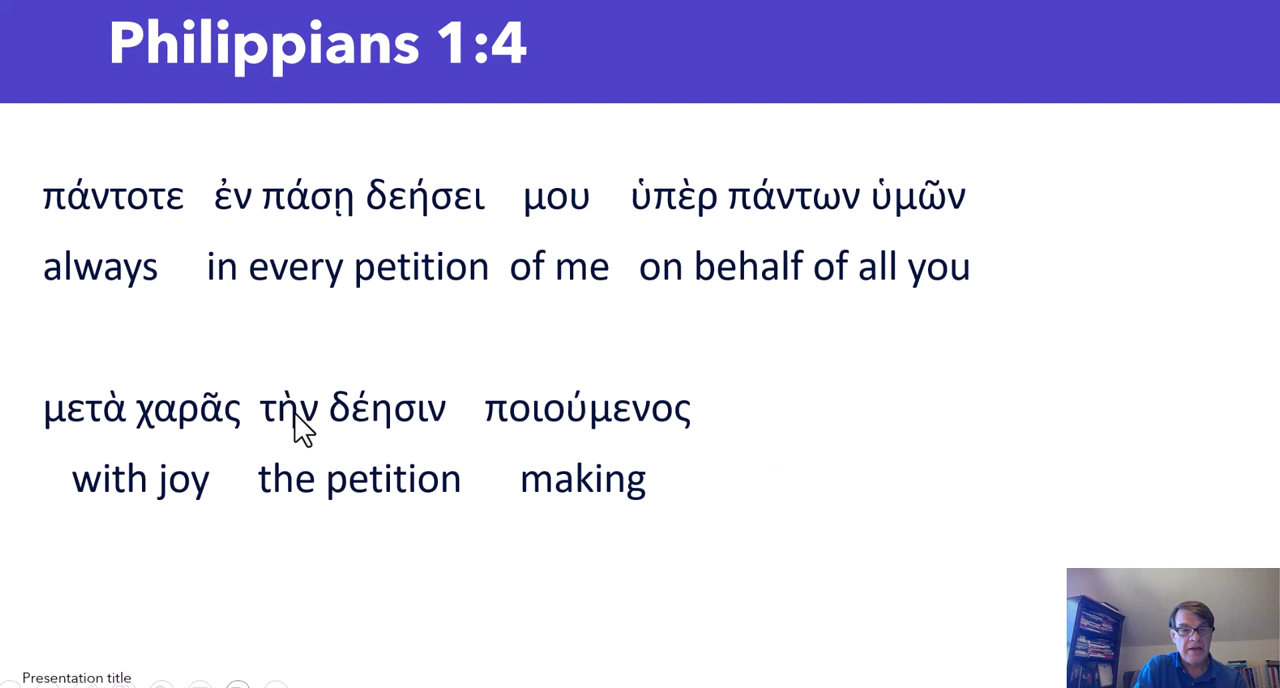 Philippians 1:4
πάντοτε ἐν πάσῃ δεήσει μου ὑπὲρ πάντων ὑμῶν
always in every petition of me on behalf of all you
μετὰ χαρᾶς τὴν δέησιν ποιούμενος
with joy the petition making
Presentation title